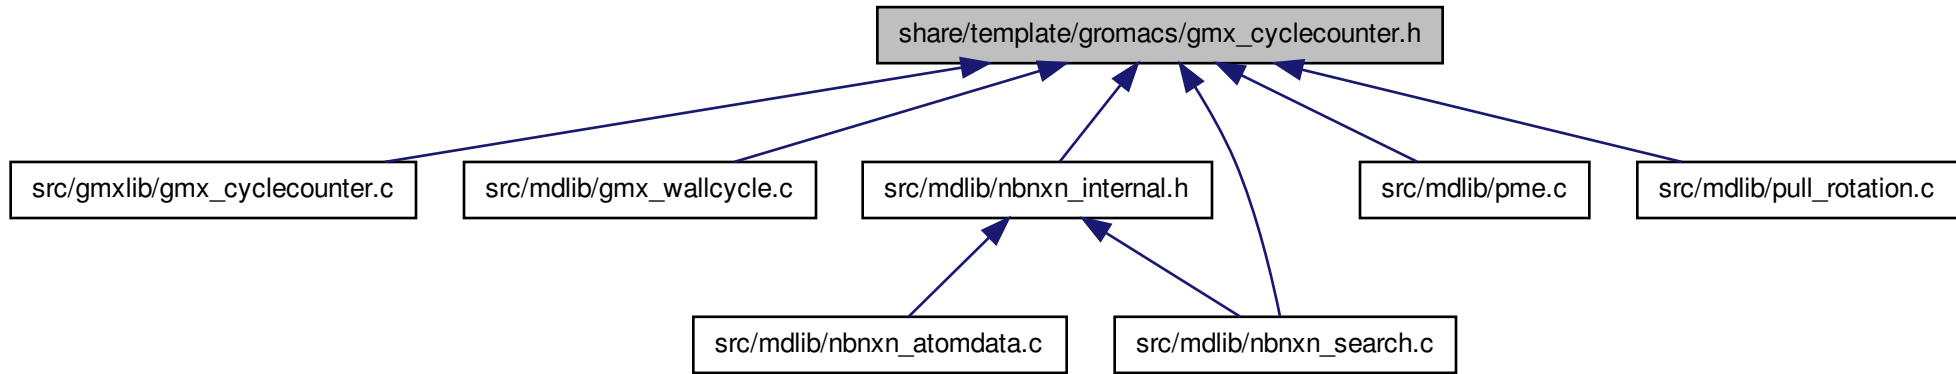 share/template/gromacs/gmx_cyclecounter.h
src/gmxlib/gmx_cyclecounter.c
src/mdlib/gmx_wallcycle.c
src/mdlib/nbnxn_internal.h
src/mdlib/pme.c
src/mdlib/pull_rotation.c
src/mdlib/nbnxn_atomdata.c
src/mdlib/nbnxn_search.c